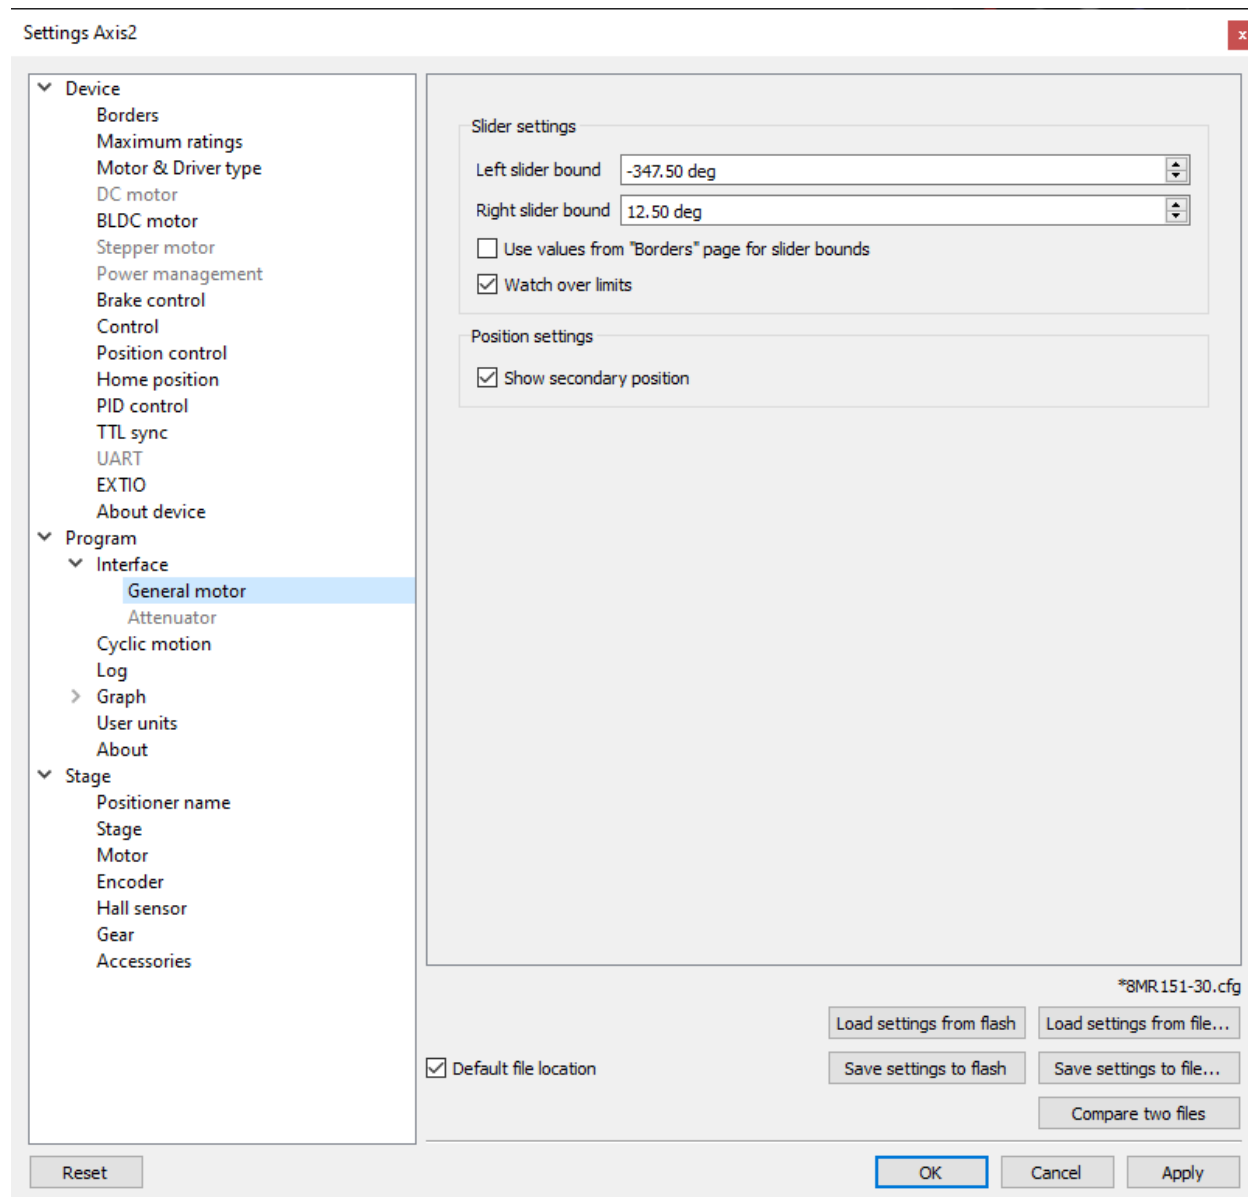 Settings Axis2
x
Device
Borders
Maximum ratings
Motor & Driver type
DC motor
BLDC motor
Stepper motor
Power management
Brake control
Control
Position control
Home position
PID control
TTL sync
UART
EXTIO
About device
Program
Interface
General motor
Attenuator
Cyclic motion
Log
Graph
User units
About
Stage
Positioner name
Stage
Motor
Encoder
Hall sensor
Gear
Accessories
Slider settings
Left slider bound -347.50 deg
Right slider bound 12.50 deg
Use values from "Borders" page for slider bounds
Watch over limits
Position settings
Show secondary position
*8MR151-30.cfg
Load settings from flash Load settings from file...
Default file location Save settings to flash Save settings to file...
Compare two files
Reset OK Cancel Apply